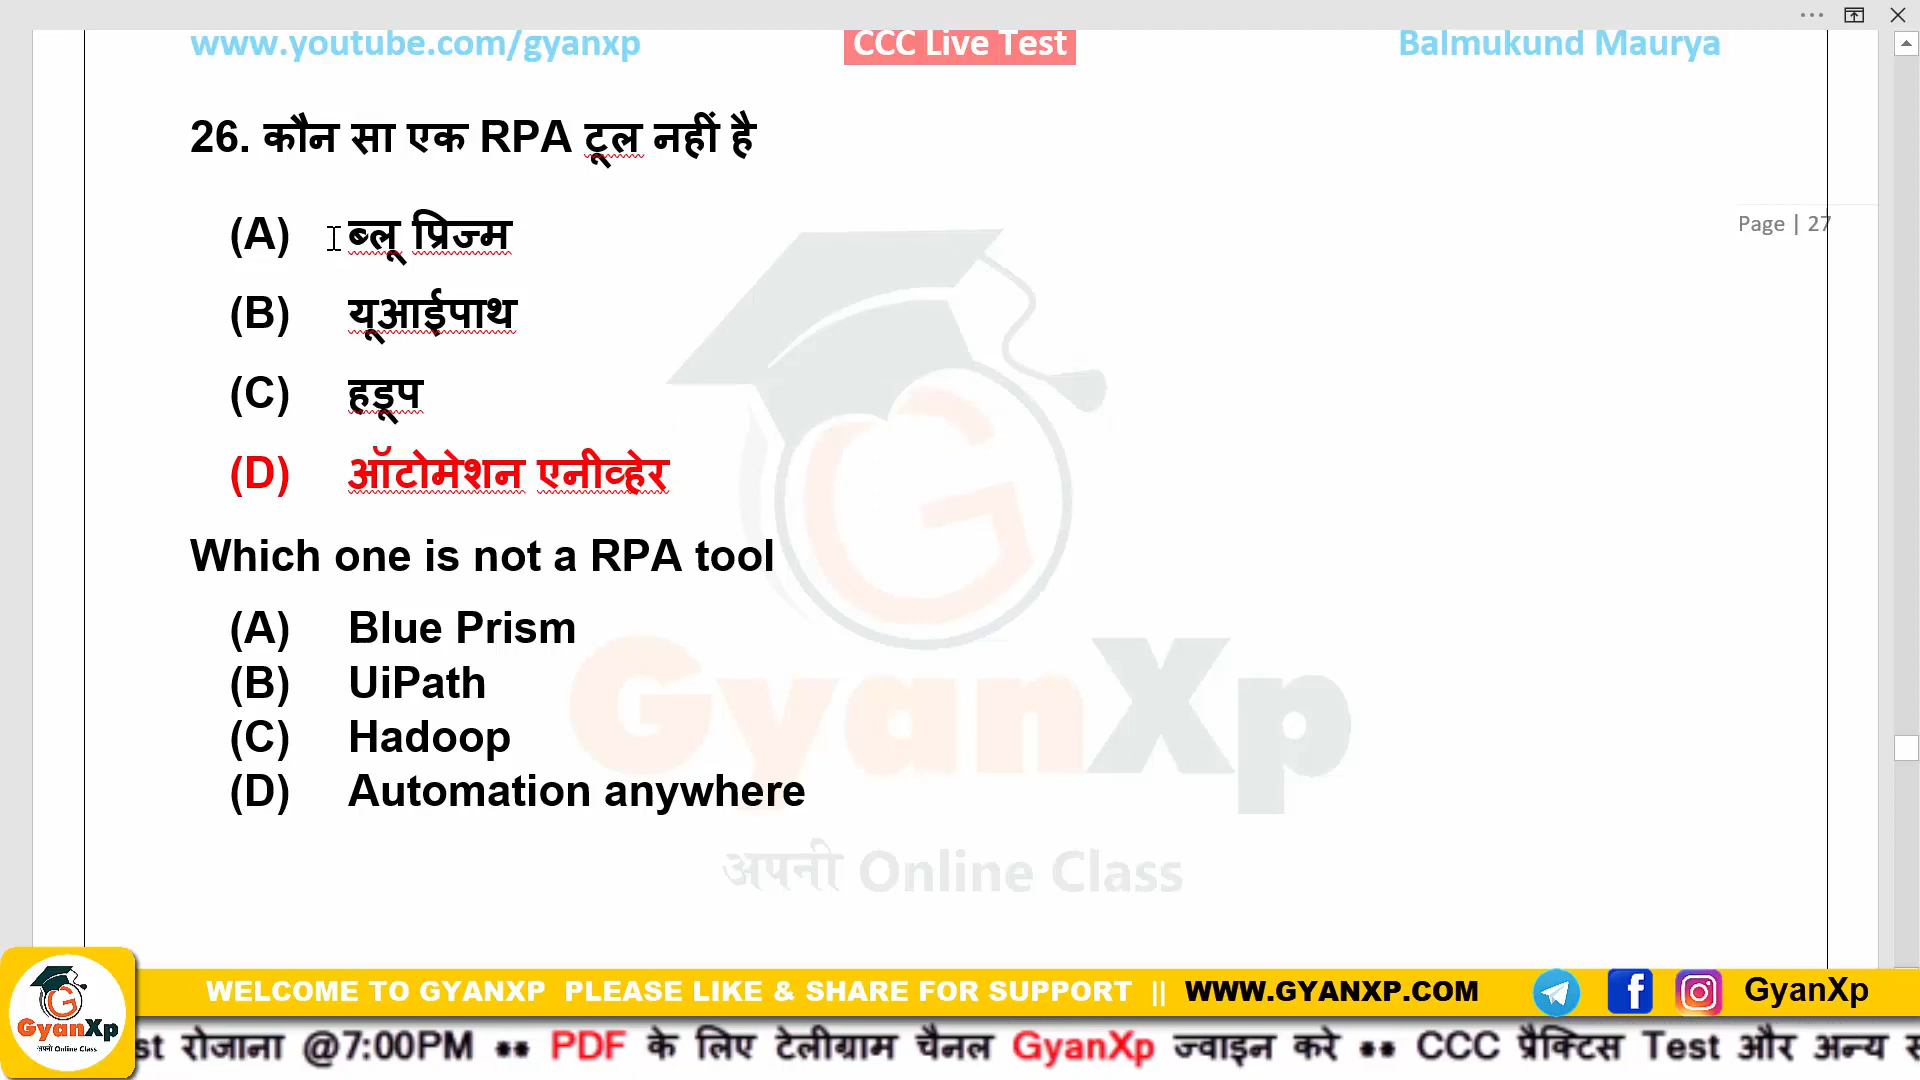 www.youtube.com/gyanxp CCC Live Test Balmukund Maurya
26. कौन सा एक RPA टूल नहीं है
(A) ब्लू प्रिज्म
Page | 27
(B) यूआईपाथ
(C) हडूप
(D) ऑटोमेशन एनीव्हेर
Which one is not a RPA tool
(A) Blue Prism
(B) UiPath
(C) Hadoop
(D) Automation anywhere
GyanXp
अपनी Online Class
WELCOME TO GYANXP PLEASE LIKE & SHARE FOR SUPPORT || WWW.GYANXP.COM GyanXp
GyanXp
अपनी Online Class
st रोजाना @7:00PM •• PDF के लिए टेलीग्राम चैनल GyanXp ज्वाइन करे •• CCC प्रैक्टिस Test और अन्य